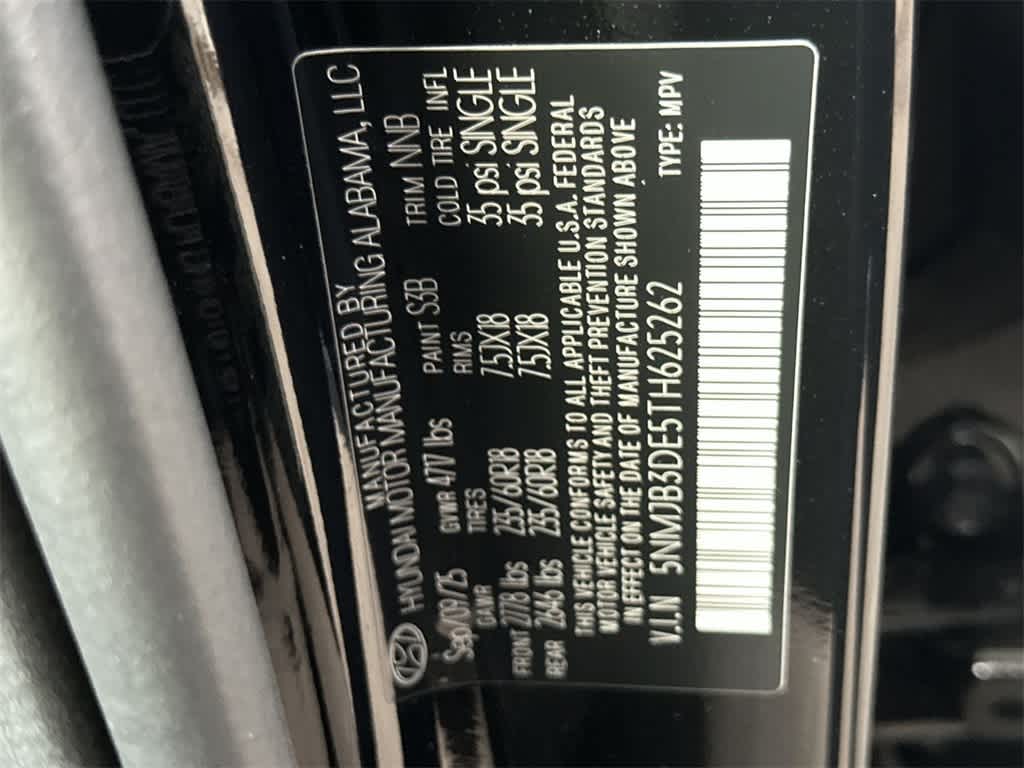 MANUFACTURED BY
HYUNDAI MOTOR MANUFACTURING ALABAMA, LLC
Sep/09/25 GVWR 4717 lbs PAINT S3B TRIM NNB
GAWR TIRES RMS COLD TIRE INFL
FRONT 2778 lbs 235/60R18 7.5JX18 35 psi SINGLE
REAR 2646 lbs 235/60R18 7.5JX18 35 psi SINGLE
THIS VEHICLE CONFORMS TO ALL APPLICABLE U.S.A. FEDERAL
MOTOR VEHICLE SAFETY AND THEFT PREVENTION STANDARDS
IN EFFECT ON THE DATE OF MANUFACTURE SHOWN ABOVE
V.I.N 5NMJB3DE5TH625262 TYPE: MPV